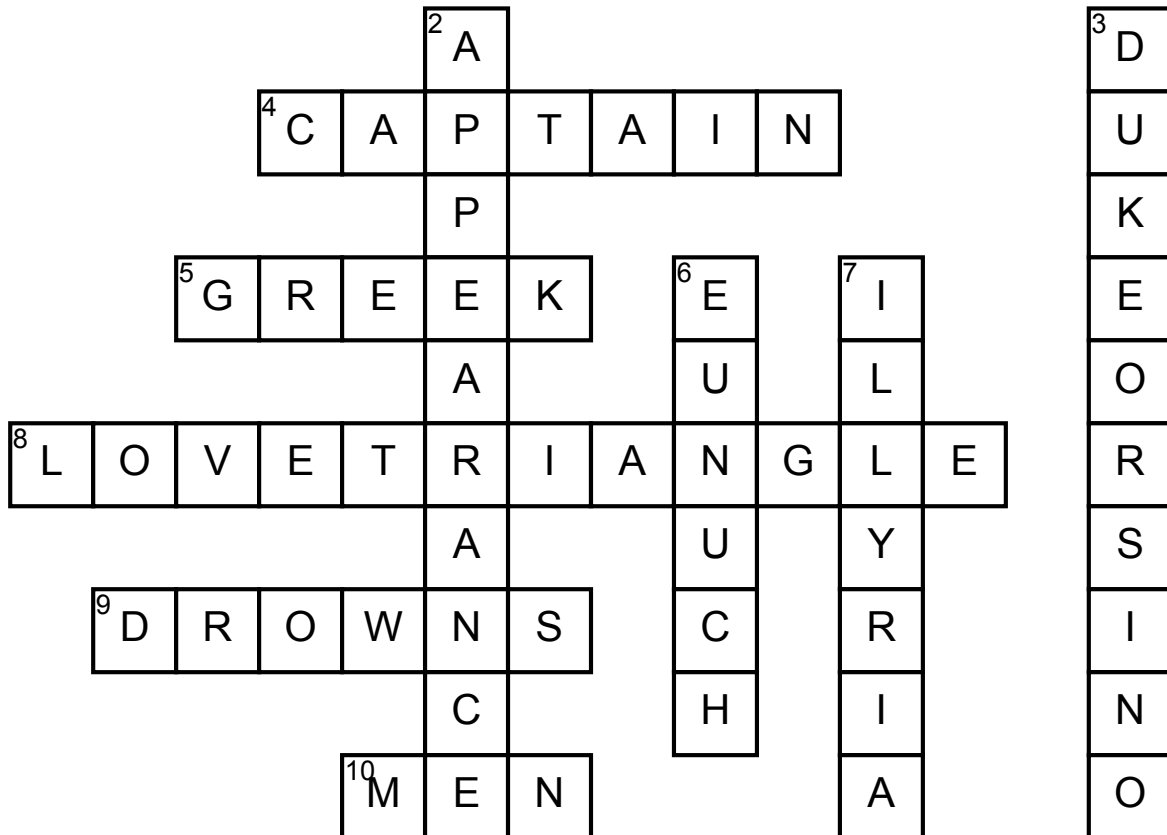 2 A 3 D
4 C A P T A I N U
P K
5 G R E E K 6 E 7 I E
A U L O
8 L O V E T R I A N G L E R
A U Y S
9 D R O W N S C R I
C H I N
10 M E N A O